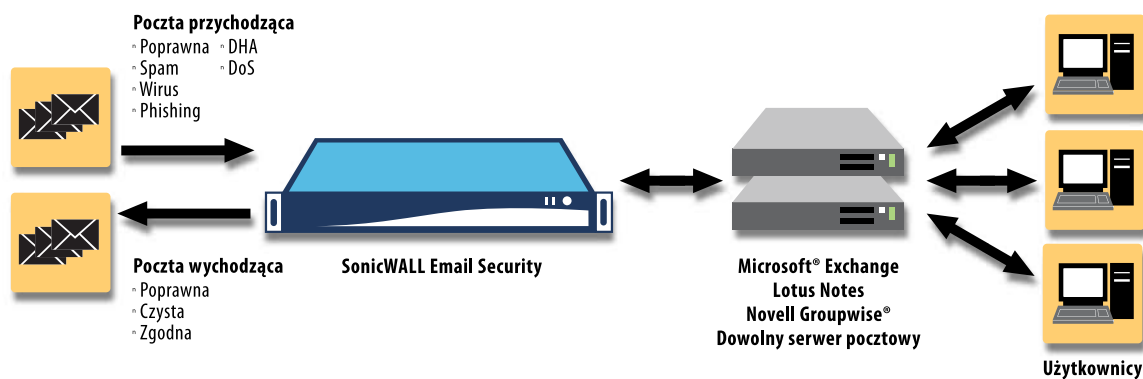 Poczta przychodząca
▫ Poprawna ▫ DHA
▫ Spam ▫ DoS
▫ Wirus
▫ Phishing
Poczta wychodząca
▫ Poprawna
▫ Czysta
▫ Zgodna
SonicWALL Email Security
Microsoft® Exchange
Lotus Notes
Novell Groupwise®
Dowolny serwer pocztowy
Użytkownicy